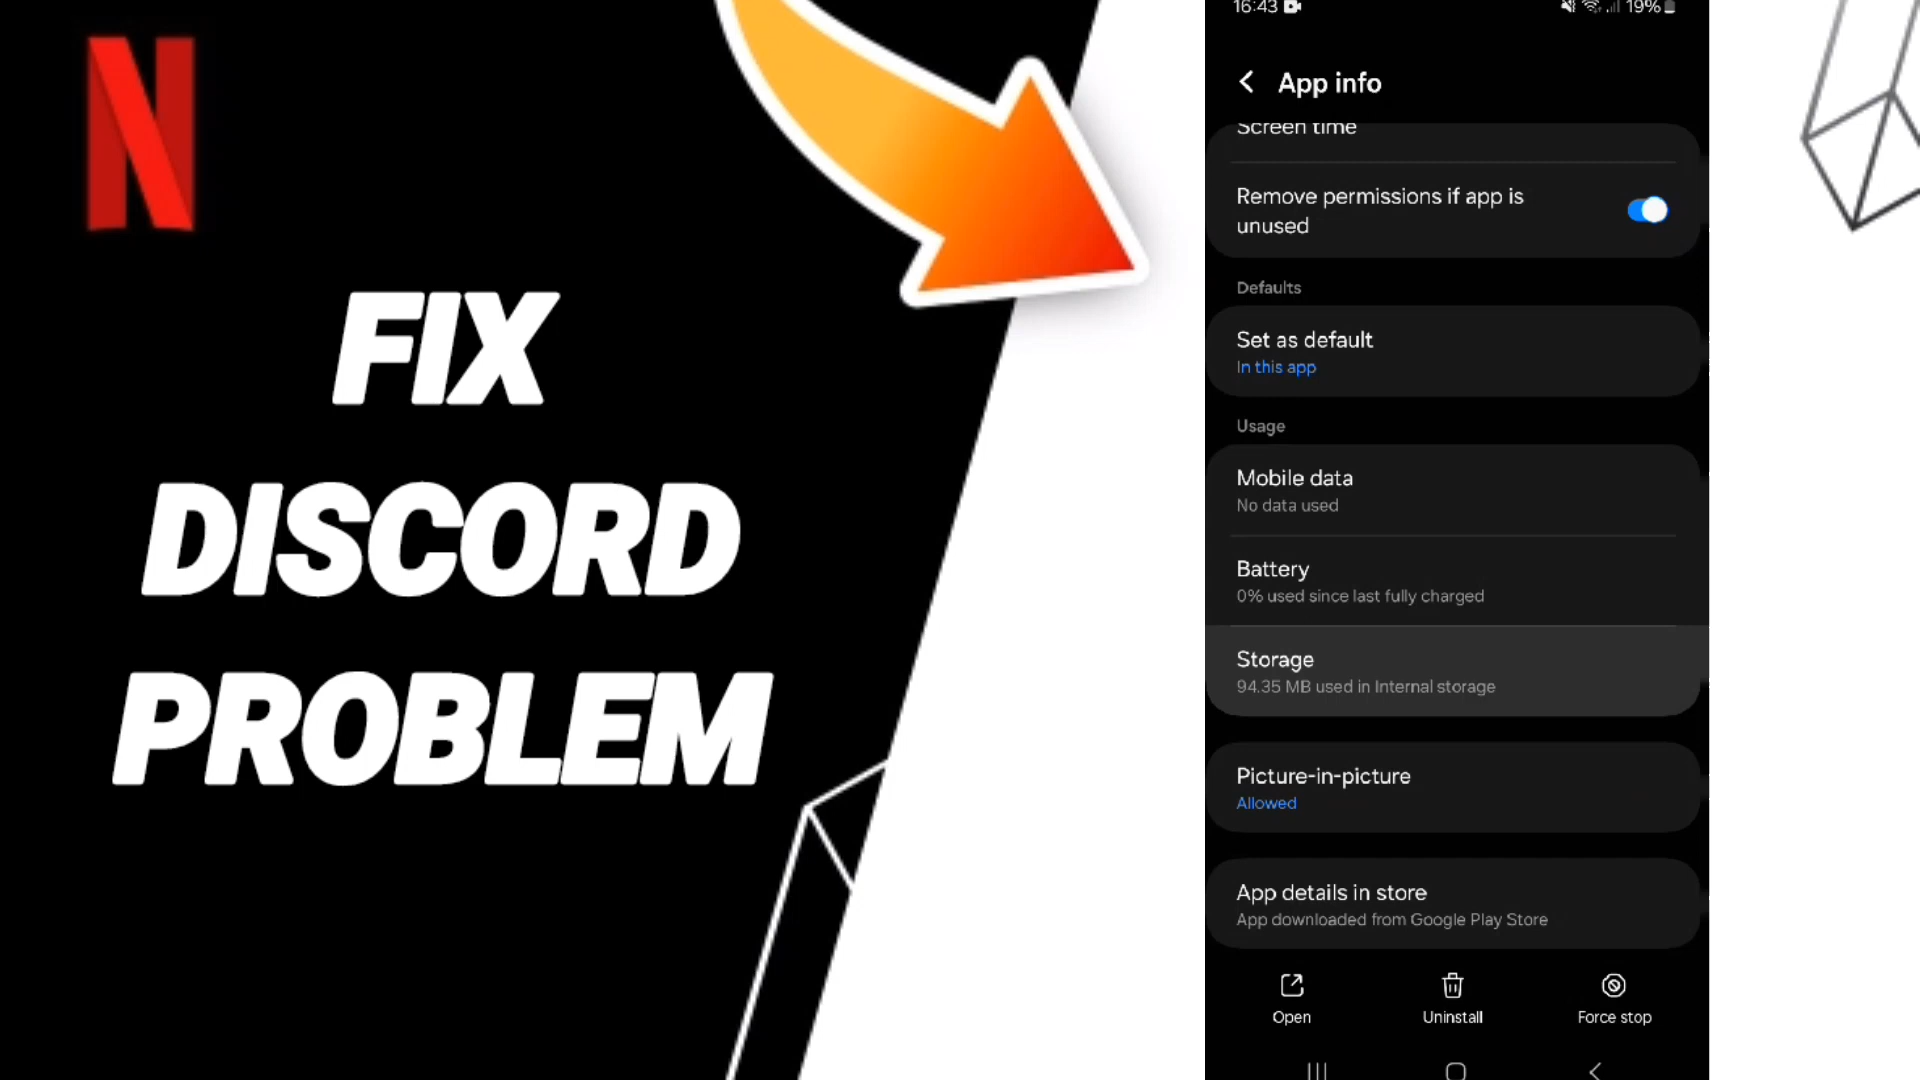 N
FIX
DISCORD
PROBLEM
16:43
19%
App info
Screen time
Remove permissions if app is
unused
Defaults
Set as default
In this app
Usage
Mobile data
No data used
Battery
0% used since last fully charged
Storage
94.35 MB used in Internal storage
Picture-in-picture
Allowed
App details in store
App downloaded from Google Play Store
Open
Uninstall
Force stop